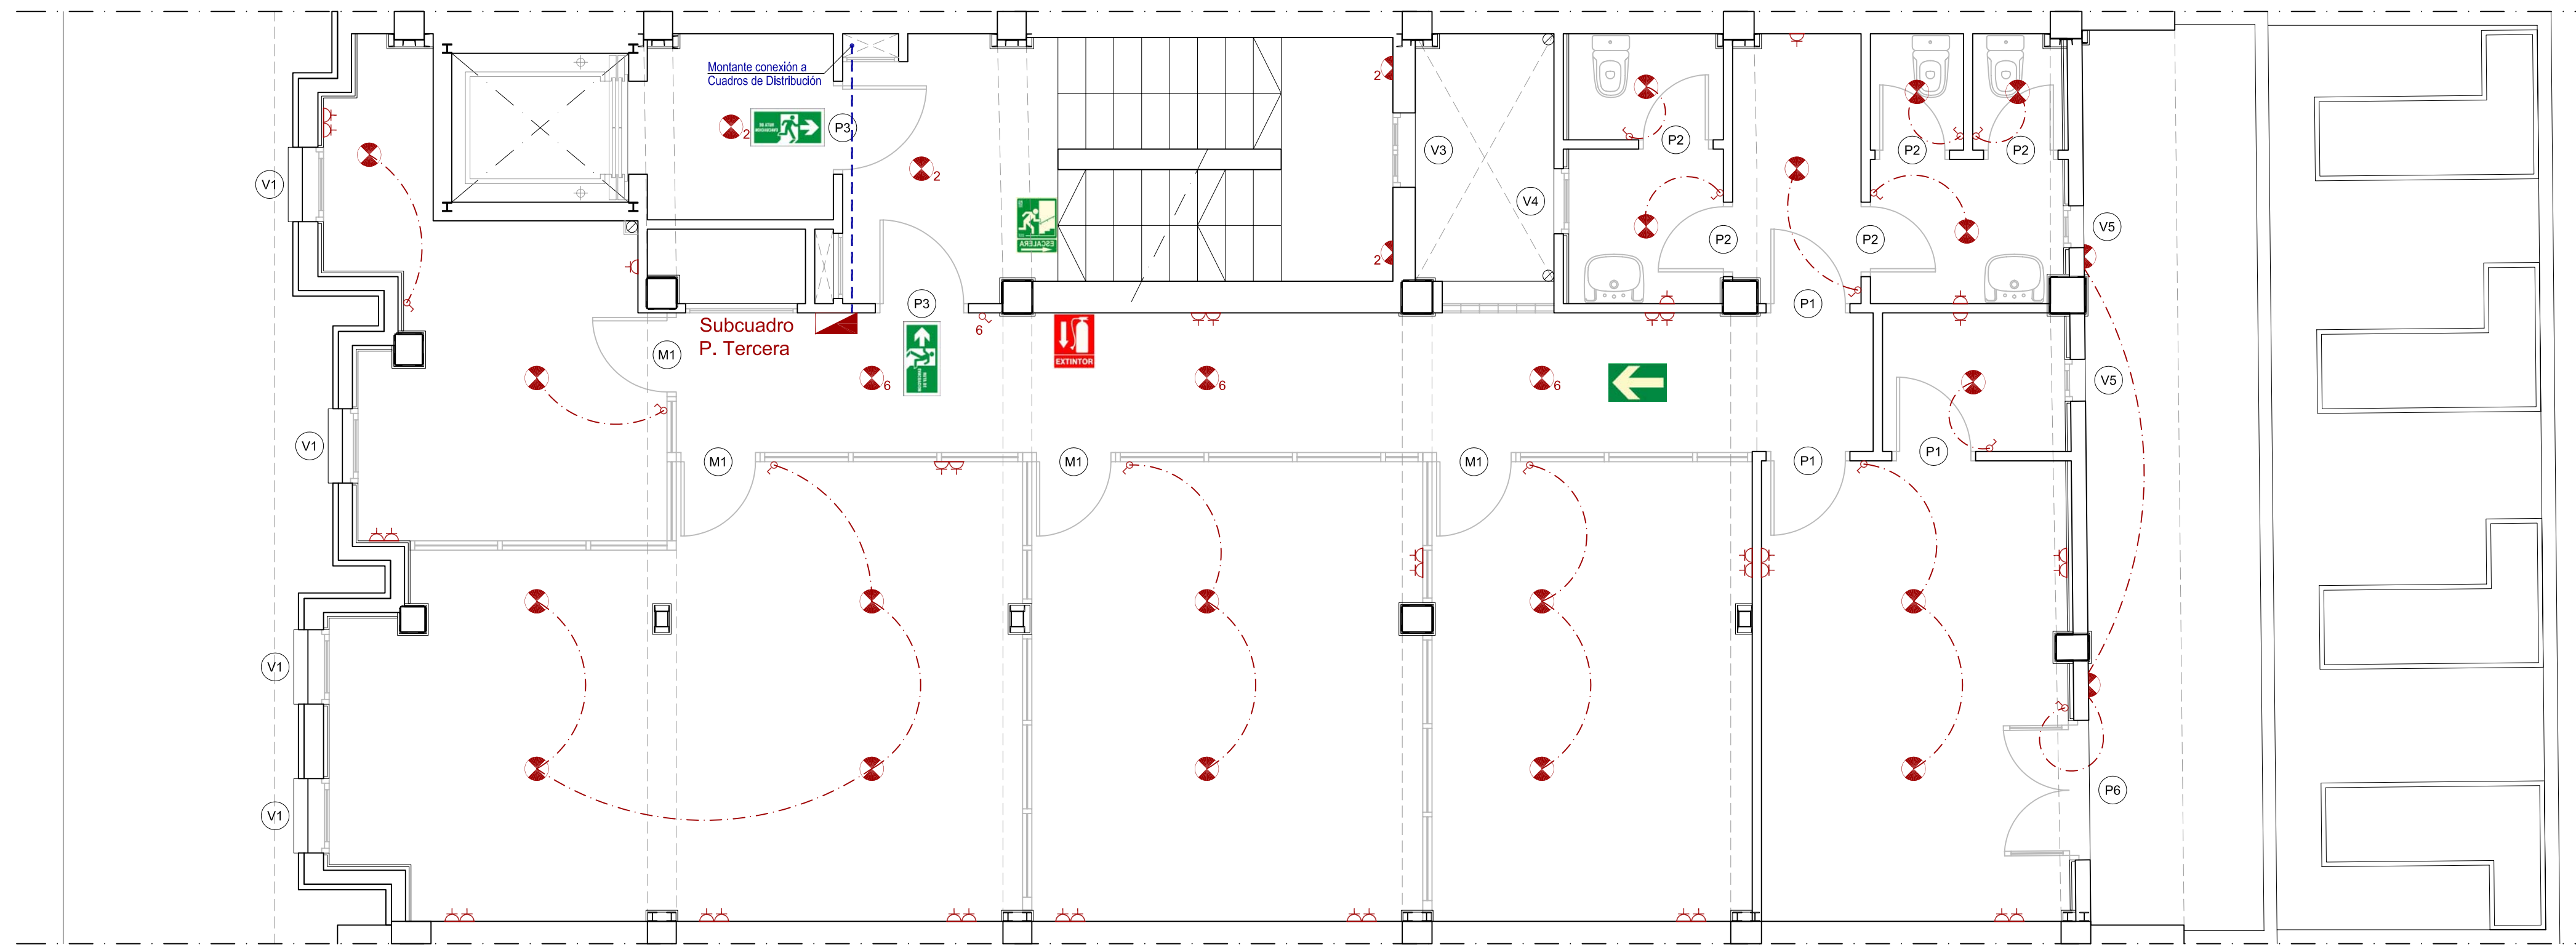 Montante conexión a
Cuadros de Distribución
2
P3
2
2
V3
P2
P2
P2
V1
V4
ESCALERA
V5
P2
P2
2
P3
P1
Subcuadro
P. Tercera
6
EXTINTOR
M1
6
6
6
V5
V1
M1
M1
M1
P1
P1
V1
V1
P6